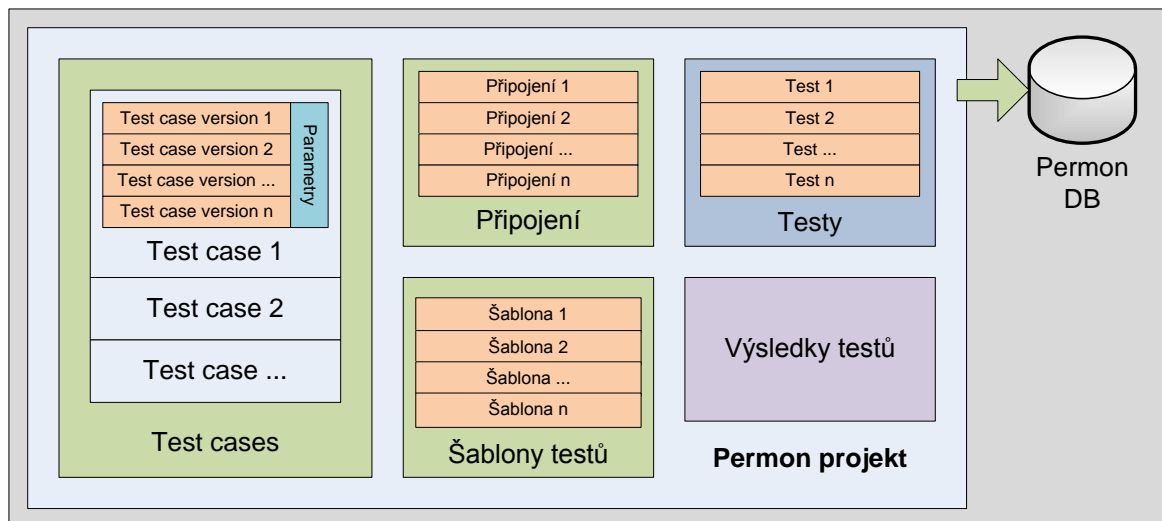 Test case version 1
Test case version 2
Test case version ...
Test case version n
Parametry
Test case 1
Test case 2
Test case ...
Test cases
Připojení 1
Připojení 2
Připojení ...
Připojení n
Připojení
Test 1
Test 2
Test ...
Test n
Testy
Šablona 1
Šablona 2
Šablona ...
Šablona n
Šablony testů
Výsledky testů
Permon projekt
Permon
DB